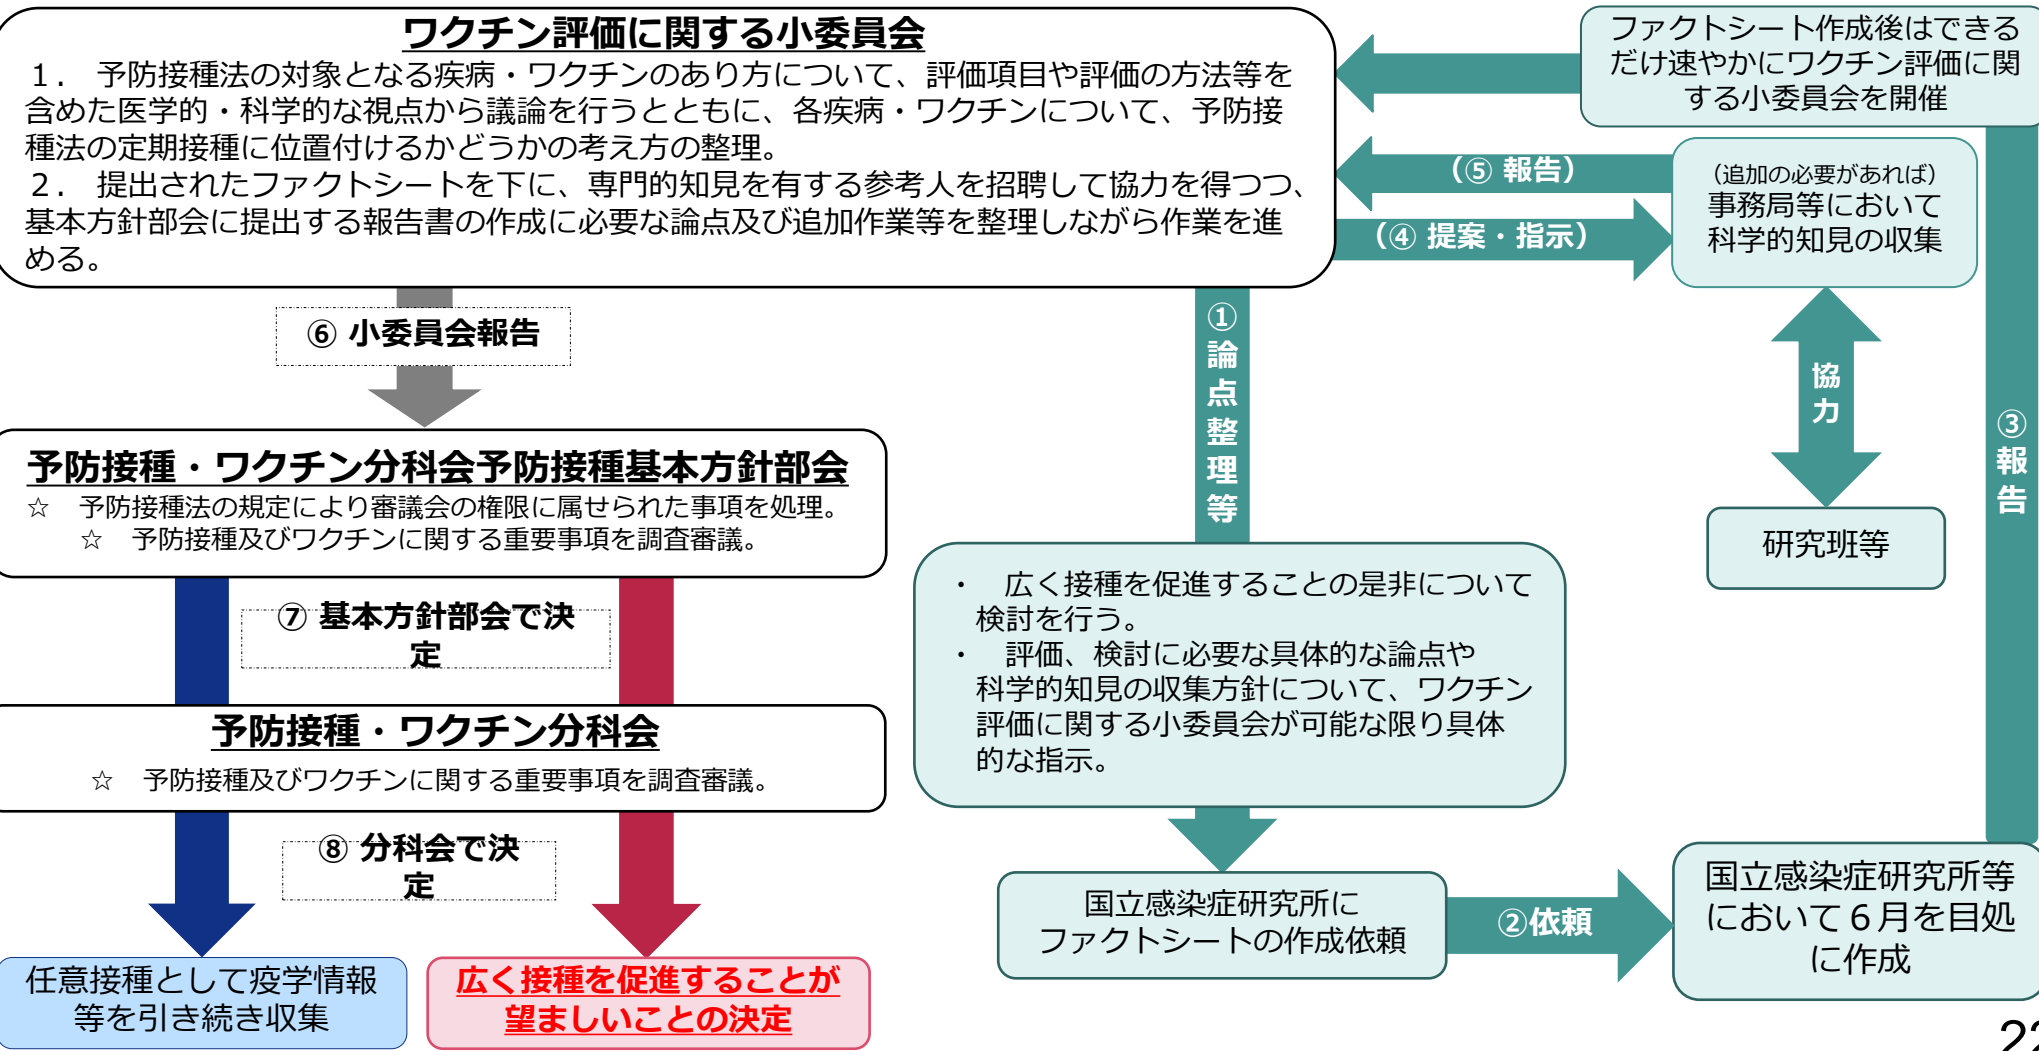 ワクチン評価に関する小委員会
１． 予防接種法の対象となる疾病・ワクチンのあり方について、評価項目や評価の方法等を
含めた医学的・科学的な視点から議論を行うとともに、各疾病・ワクチンについて、予防接
種法の定期接種に位置付けるかどうかの考え方の整理。
２． 提出されたファクトシートを下に、専門的知見を有する参考人を招聘して協力を得つつ、
基本方針部会に提出する報告書の作成に必要な論点及び追加作業等を整理しながら作業を進
める。
ファクトシート作成後はできる
だけ速やかにワクチン評価に関
する小委員会を開催
（⑤ 報告）
（④ 提案・指示）
（追加の必要があれば）
事務局等において
科学的知見の収集
⑥ 小委員会報告
①論点整理等
協力
③報告
研究班等
予防接種・ワクチン分科会予防接種基本方針部会
☆ 予防接種法の規定により審議会の権限に属せられた事項を処理。
☆ 予防接種及びワクチンに関する重要事項を調査審議。
⑦ 基本方針部会で決
定
・ 広く接種を促進することの是非について
検討を行う。
・ 評価、検討に必要な具体的な論点や
科学的知見の収集方針について、ワクチン
評価に関する小委員会が可能な限り具体
的な指示。
予防接種・ワクチン分科会
☆ 予防接種及びワクチンに関する重要事項を調査審議。
⑧ 分科会で決
定
国立感染症研究所に
ファクトシートの作成依頼
②依頼
国立感染症研究所等
において６月を目処
に作成
任意接種として疫学情報
等を引き続き収集
広く接種を促進することが
望ましいことの決定
22